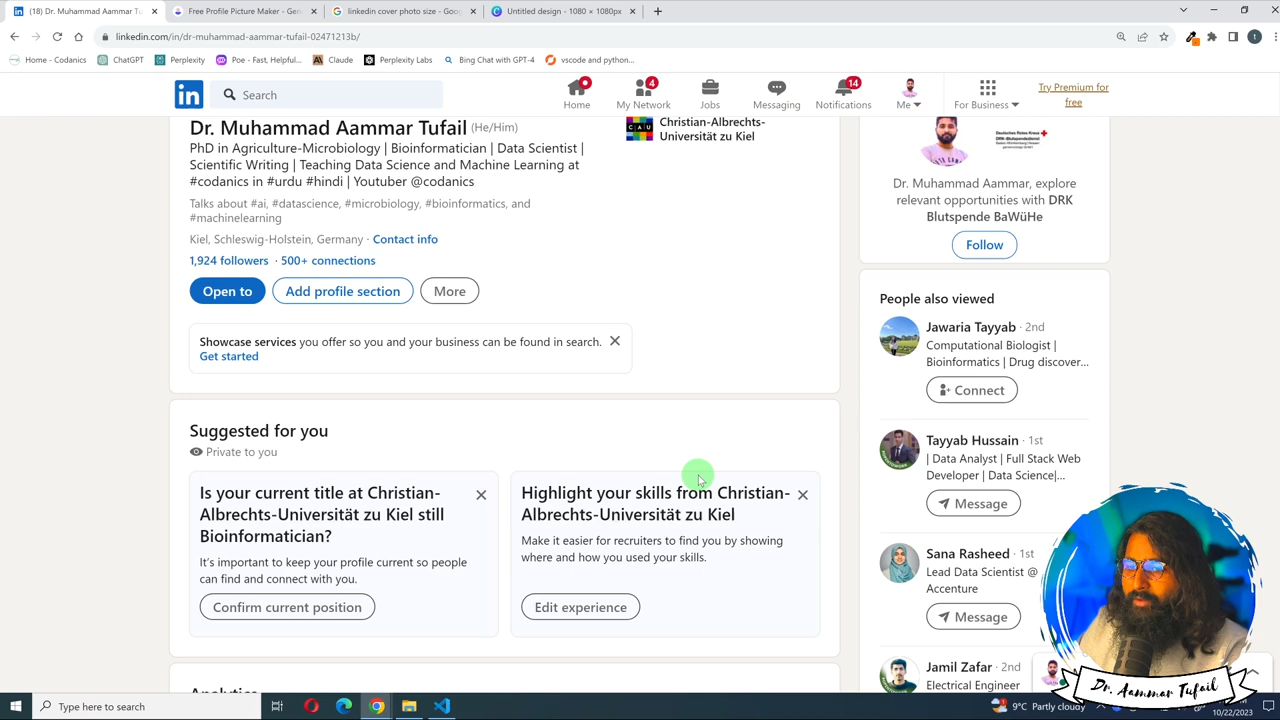 (18) Dr. Muhammad Aammar Tu
Free Profile Picture Maker - Gen
linkedin cover photo size - Goo
Untitled design - 1080 × 1080px
linkedin.com/in/dr-muhammad-aammar-tufail-02471213b/
Home - Codanics
ChatGPT
Perplexity
Poe - Fast, Helpful...
Claude
Perplexity Labs
Bing Chat with GPT-4
vscode and python...
in
Search
Home
4
My Network
Jobs
Messaging
14
Notifications
Me
For Business
Try Premium for
free
Dr. Muhammad Aammar Tufail (He/Him)
PhD in Agriculture Biotechnology | Bioinformatician | Data Scientist |
Scientific Writing | Teaching Data Science and Machine Learning at
#codanics in #urdu #hindi | Youtuber @codanics
Talks about #ai, #datascience, #microbiology, #bioinformatics, and
#machinelearning
Kiel, Schleswig-Holstein, Germany · Contact info
1,924 followers · 500+ connections
Open to
Add profile section
More
Showcase services you offer so you and your business can be found in search.
Get started
CAU
Christian-Albrechts-
Universität zu Kiel
Suggested for you
Private to you
Is your current title at Christian-
Albrechts-Universität zu Kiel still
Bioinformatician?
It's important to keep your profile current so people
can find and connect with you.
Confirm current position
Highlight your skills from Christian-
Albrechts-Universität zu Kiel
Make it easier for recruiters to find you by showing
where and how you used your skills.
Edit experience
Analytics
Deutsches Rotes Kreuz
Dr. Muhammad Aammar, explore
relevant opportunities with DRK
Blutspende BaWüHe
Follow
People also viewed
Jawaria Tayyab · 2nd
Computational Biologist |
Bioinformatics | Drug discover...
Connect
Tayyab Hussain · 1st
| Data Analyst | Full Stack Web
Developer | Data Science|...
Message
Sana Rasheed · 1st
Lead Data Scientist @
Accenture
Message
Jamil Zafar · 2nd
Electrical Engineer
Dr. Aammar Tufail
Type here to search
9°C Partly cloudy
10/22/2023